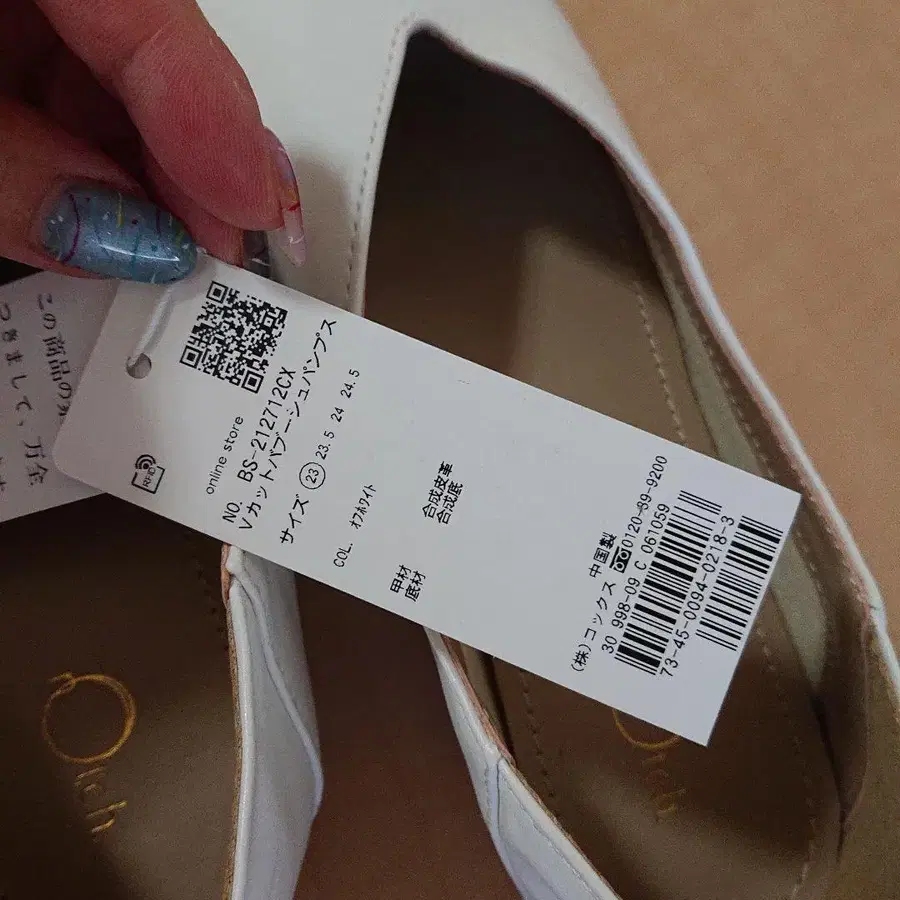 この商品の
つきまして、万全
RFID
online store
NO. BS-212712CX
Vカットバブーシュパンプス
サイズ 23 23.5 24 24.5
COL. オフホワイト
甲材 合成皮革
底材 合成底
中国製
(株)コックス 0120-89-9200
30 998-09 C 061059
73-45-0094-0218-3